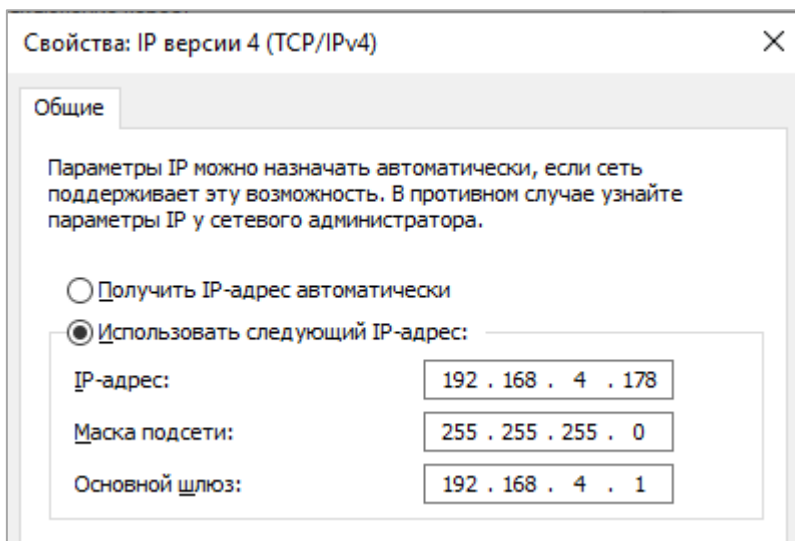 Свойства: IP версии 4 (TCP/IPv4)
Общие
Параметры IP можно назначать автоматически, если сеть
поддерживает эту возможность. В противном случае узнайте
параметры IP у сетевого администратора.
Получить IP-адрес автоматически
Использовать следующий IP-адрес:
IP-адрес: 192 . 168 . 4 . 178
Маска подсети: 255 . 255 . 255 . 0
Основной шлюз: 192 . 168 . 4 . 1